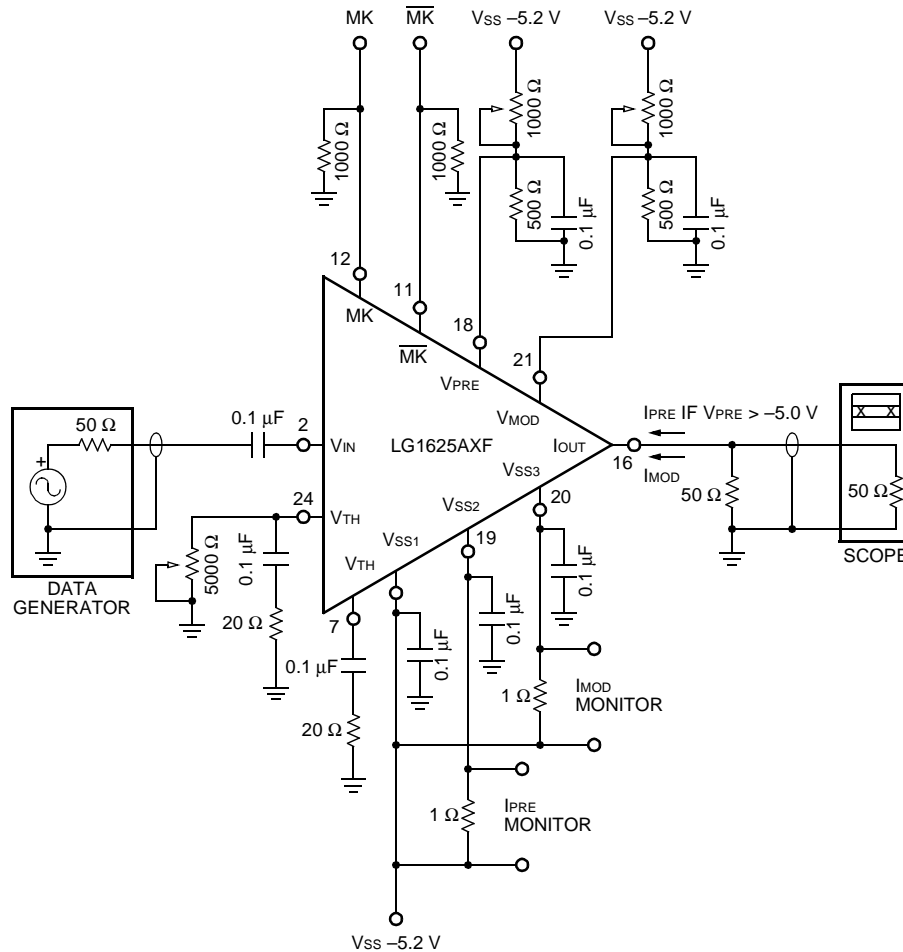 MK
MK
VSS –5.2 V
VSS –5.2 V
1000 Ω
1000 Ω
1000 Ω
1000 Ω
500 Ω
0.1 µF
500 Ω
0.1 µF
12
MK
11
MK
18
VPRE
21
VMOD
50 Ω
0.1 µF
2
VIN
LG1625AXF
IOUT
16
IPRE IF VPRE > –5.0 V
IMOD
50 Ω
50 Ω
SCOPE
DATA
GENERATOR
24
VTH
5000 Ω
0.1 µF
20 Ω
VTH
7
0.1 µF
20 Ω
VSS1
0.1 µF
VSS2
19
0.1 µF
VSS3
20
0.1 µF
1 Ω
IMOD
MONITOR
1 Ω
IPRE
MONITOR
VSS –5.2 V